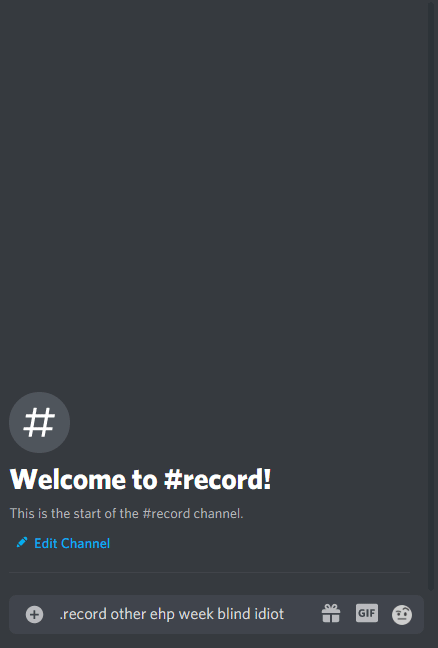 #
Welcome to #record!
This is the start of the #record channel.
Edit Channel
.record other ehp week blind idiot GIF